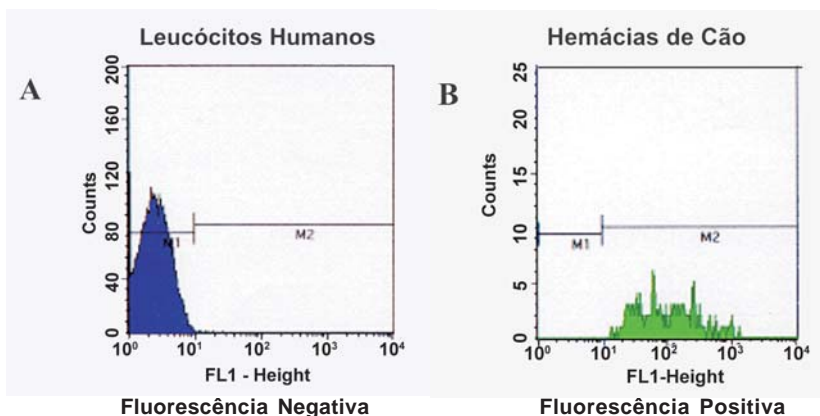 Leucócitos Humanos
A
Counts
200
160
120
80
40
0
M1
M2
10⁰ 10¹ 10² 10³ 10⁴
FL1 - Height
Fluorescência Negativa
Hemácias de Cão
B
Counts
25
20
15
10
5
0
M1
M2
10⁰ 10¹ 10² 10³ 10⁴
FL1-Height
Fluorescência Positiva